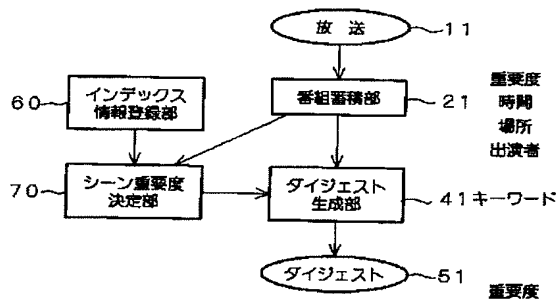 放 送
11
60
インデックス
情報登録部
番組蓄積部
21
重要度
時間
場所
出演者
70
シーン重要度
決定部
ダイジェスト
生成部
41キーワード
ダイジェスト
51
重要度